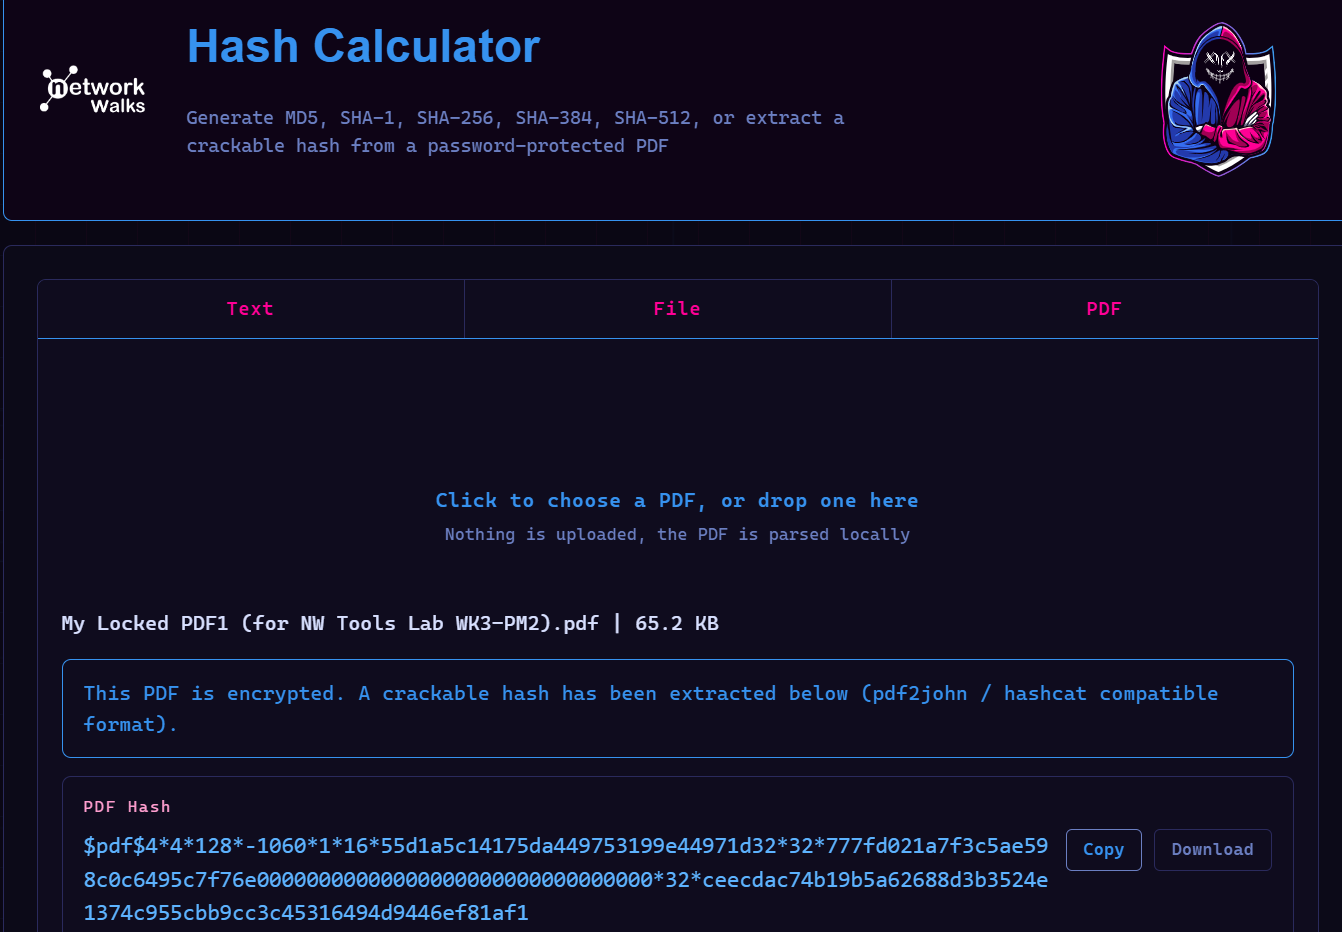 Hash Calculator
network
Walks
Generate MD5, SHA-1, SHA-256, SHA-384, SHA-512, or extract a
crackable hash from a password-protected PDF
Text
File
PDF
Click to choose a PDF, or drop one here
Nothing is uploaded, the PDF is parsed locally
My Locked PDF1 (for NW Tools Lab WK3-PM2).pdf | 65.2 KB
This PDF is encrypted. A crackable hash has been extracted below (pdf2john / hashcat compatible
format).
PDF Hash
$pdf$4*4*128*-1060*1*16*55d1a5c14175da449753199e44971d32*32*777fd021a7f3c5ae59
8c0c6495c7f76e00000000000000000000000000000000*32*ceecdac74b19b5a62688d3b3524e
1374c955cbb9cc3c45316494d9446ef81af1
Copy
Download